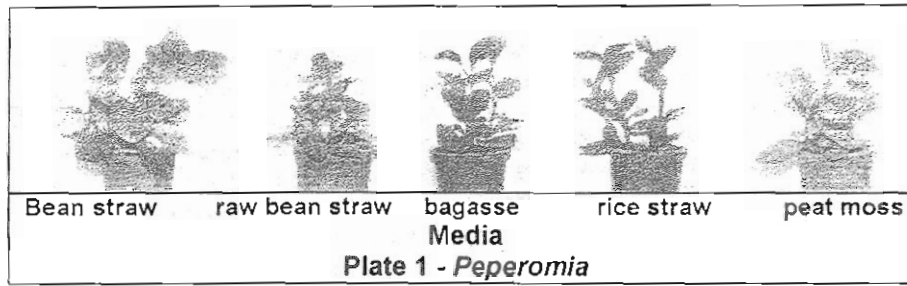 Bean straw raw bean straw bagasse rice straw peat moss
Media
Plate 1 - Peperomia